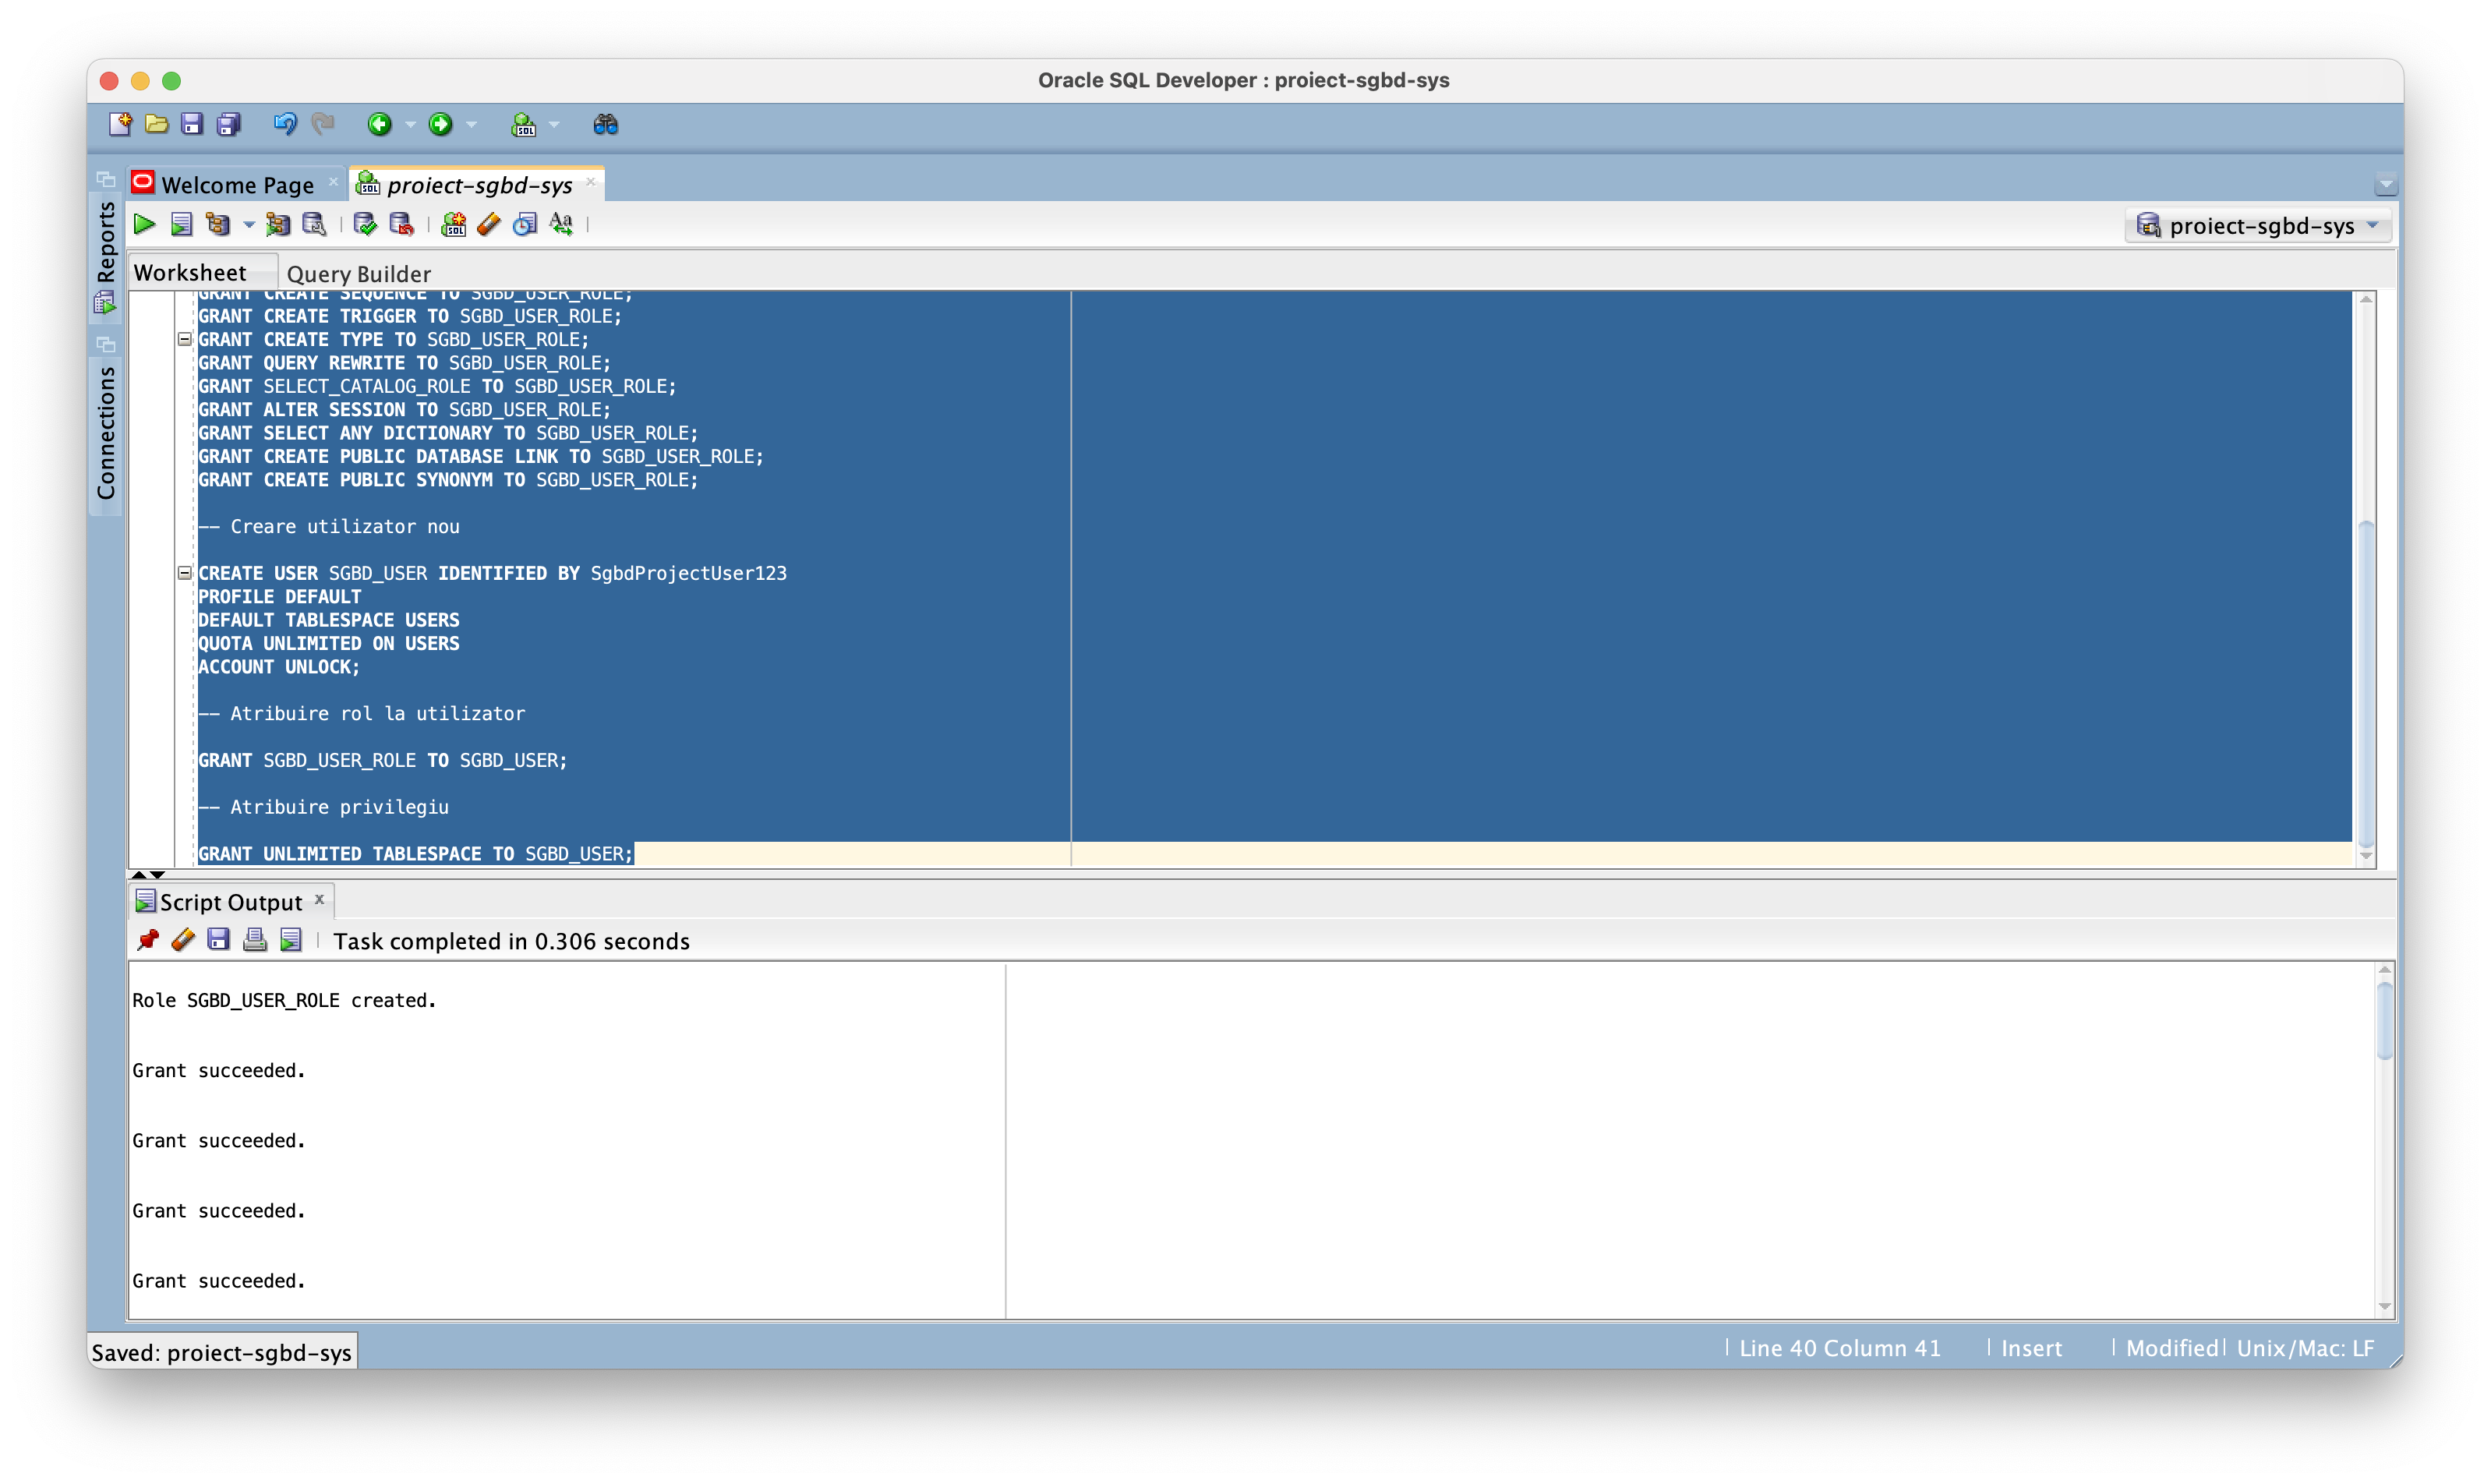 Oracle SQL Developer : proiect-sgbd-sys
Welcome Page
proiect-sgbd-sys
proiect-sgbd-sys
Reports
Connections
Worksheet
Query Builder
GRANT CREATE SEQUENCE TO SGBD_USER_ROLE;
GRANT CREATE TRIGGER TO SGBD_USER_ROLE;
GRANT CREATE TYPE TO SGBD_USER_ROLE;
GRANT QUERY REWRITE TO SGBD_USER_ROLE;
GRANT SELECT_CATALOG_ROLE TO SGBD_USER_ROLE;
GRANT ALTER SESSION TO SGBD_USER_ROLE;
GRANT SELECT ANY DICTIONARY TO SGBD_USER_ROLE;
GRANT CREATE PUBLIC DATABASE LINK TO SGBD_USER_ROLE;
GRANT CREATE PUBLIC SYNONYM TO SGBD_USER_ROLE;
-- Creare utilizator nou
CREATE USER SGBD_USER IDENTIFIED BY SgbdProjectUser123
PROFILE DEFAULT
DEFAULT TABLESPACE USERS
QUOTA UNLIMITED ON USERS
ACCOUNT UNLOCK;
-- Atribuire rol la utilizator
GRANT SGBD_USER_ROLE TO SGBD_USER;
-- Atribuire privilegiu
GRANT UNLIMITED TABLESPACE TO SGBD_USER;
Script Output
Task completed in 0.306 seconds
Role SGBD_USER_ROLE created.
Grant succeeded.
Grant succeeded.
Grant succeeded.
Grant succeeded.
Saved: proiect-sgbd-sys
Line 40 Column 41
Insert
Modified
Unix/Mac: LF